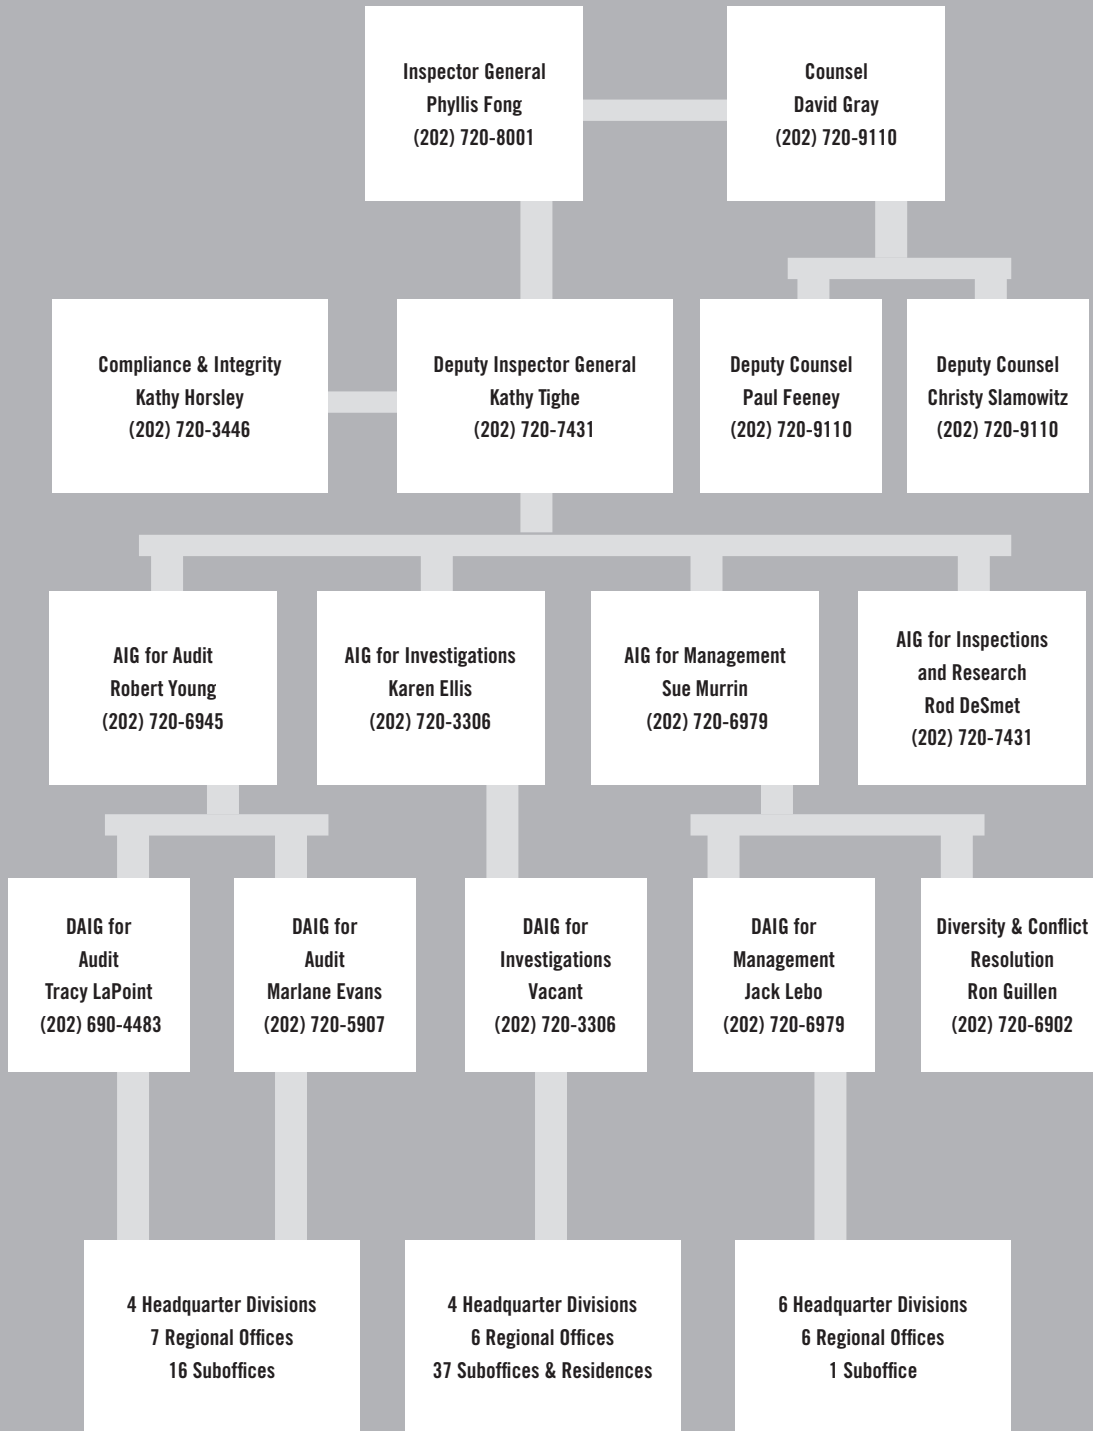 Inspector General
Phyllis Fong
(202) 720-8001
Counsel
David Gray
(202) 720-9110
Compliance & Integrity
Kathy Horsley
(202) 720-3446
Deputy Inspector General
Kathy Tighe
(202) 720-7431
Deputy Counsel
Paul Feeney
(202) 720-9110
Deputy Counsel
Christy Slamowitz
(202) 720-9110
AIG for Audit
Robert Young
(202) 720-6945
AIG for Investigations
Karen Ellis
(202) 720-3306
AIG for Management
Sue Murrin
(202) 720-6979
AIG for Inspections
and Research
Rod DeSmet
(202) 720-7431
DAIG for
Audit
Tracy LaPoint
(202) 690-4483
DAIG for
Audit
Marlane Evans
(202) 720-5907
DAIG for
Investigations
Vacant
(202) 720-3306
DAIG for
Management
Jack Lebo
(202) 720-6979
Diversity & Conflict
Resolution
Ron Guillen
(202) 720-6902
4 Headquarter Divisions
7 Regional Offices
16 Suboffices
4 Headquarter Divisions
6 Regional Offices
37 Suboffices & Residences
6 Headquarter Divisions
6 Regional Offices
1 Suboffice